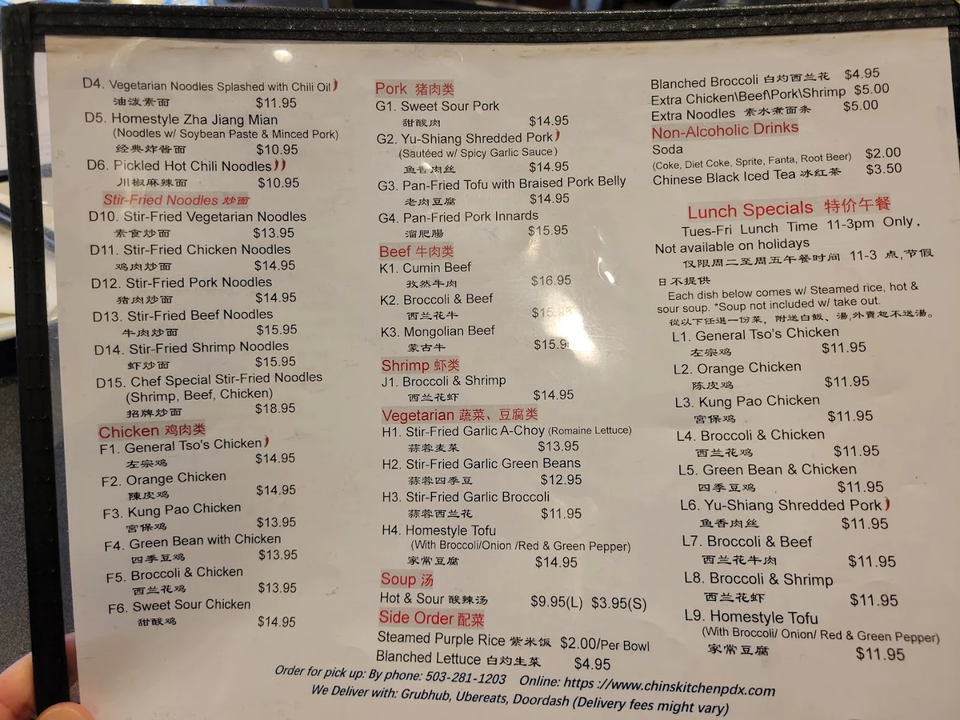 D4. Vegetarian Noodles Splashed with Chili Oil
油泼素面 $11.95
D5. Homestyle Zha Jiang Mian
(Noodles w/ Soybean Paste & Minced Pork)
经典炸酱面 $10.95
D6. Pickled Hot Chili Noodles
川椒麻辣面 $10.95
Stir-Fried Noodles 炒面
D10. Stir-Fried Vegetarian Noodles
素食炒面 $13.95
D11. Stir-Fried Chicken Noodles
鸡肉炒面 $14.95
D12. Stir-Fried Pork Noodles
猪肉炒面 $14.95
D13. Stir-Fried Beef Noodles
牛肉炒面 $15.95
D14. Stir-Fried Shrimp Noodles
虾炒面 $15.95
D15. Chef Special Stir-Fried Noodles
(Shrimp, Beef, Chicken)
招牌炒面 $18.95
Chicken 鸡肉类
F1. General Tso's Chicken
左宗鸡 $14.95
F2. Orange Chicken
陳皮鸡 $14.95
F3. Kung Pao Chicken
宮保鸡 $13.95
F4. Green Bean with Chicken
四季豆鸡 $13.95
F5. Broccoli & Chicken
西兰花鸡 $13.95
F6. Sweet Sour Chicken
甜酸鸡 $14.95
Pork 猪肉类
G1. Sweet Sour Pork
甜酸肉 $14.95
G2. Yu-Shiang Shredded Pork
(Sautéed w/ Spicy Garlic Sauce)
鱼香肉丝 $14.95
G3. Pan-Fried Tofu with Braised Pork Belly
老肉豆腐 $14.95
G4. Pan-Fried Pork Innards
溜肥腸 $15.95
Beef 牛肉类
K1. Cumin Beef
孜然牛肉 $16.95
K2. Broccoli & Beef
西兰花牛
K3. Mongolian Beef
蒙古牛
Shrimp 虾类
J1. Broccoli & Shrimp
西兰花虾 $14.95
Vegetarian 蔬菜、豆腐类
H1. Stir-Fried Garlic A-Choy (Romaine Lettuce)
蒜蓉麦菜 $13.95
H2. Stir-Fried Garlic Green Beans
蒜蓉四季豆 $12.95
H3. Stir-Fried Garlic Broccoli
蒜蓉西兰花 $11.95
H4. Homestyle Tofu
(With Broccoli/Onion /Red & Green Pepper)
家常豆腐 $14.95
Soup 汤
Hot & Sour 酸辣汤 $9.95(L) $3.95(S)
Side Order 配菜
Steamed Purple Rice 紫米饭 $2.00/Per Bowl
Blanched Lettuce 白灼生菜 $4.95
Blanched Broccoli 白灼西兰花 $4.95
Extra Chicken\Beef\Pork\Shrimp $5.00
Extra Noodles 素水煮面条 $5.00
Non-Alcoholic Drinks
Soda
(Coke, Diet Coke, Sprite, Fanta, Root Beer) $2.00
Chinese Black Iced Tea 冰红茶 $3.50
Lunch Specials 特价午餐
Tues-Fri Lunch Time 11-3pm Only,
Not available on holidays
仅限周二至周五午餐时间 11-3 点,节假
日不提供
Each dish below comes w/ Steamed rice, hot &
sour soup. *Soup not included w/ take out.
從以下任选一份菜，附送白飯、湯,外賣恕不送湯。
L1. General Tso's Chicken
左宗鸡 $11.95
L2. Orange Chicken
陈皮鸡 $11.95
L3. Kung Pao Chicken
宮保鸡 $11.95
L4. Broccoli & Chicken
西兰花鸡 $11.95
L5. Green Bean & Chicken
四季豆鸡 $11.95
L6. Yu-Shiang Shredded Pork
鱼香肉丝 $11.95
L7. Broccoli & Beef
西兰花牛肉 $11.95
L8. Broccoli & Shrimp
西兰花虾 $11.95
L9. Homestyle Tofu
(With Broccoli/ Onion/ Red & Green Pepper)
家常豆腐 $11.95
Order for pick up: By phone: 503-281-1203 Online: https ://www.chinskitchenpdx.com
We Deliver with: Grubhub, Ubereats, Doordash (Delivery fees might vary)